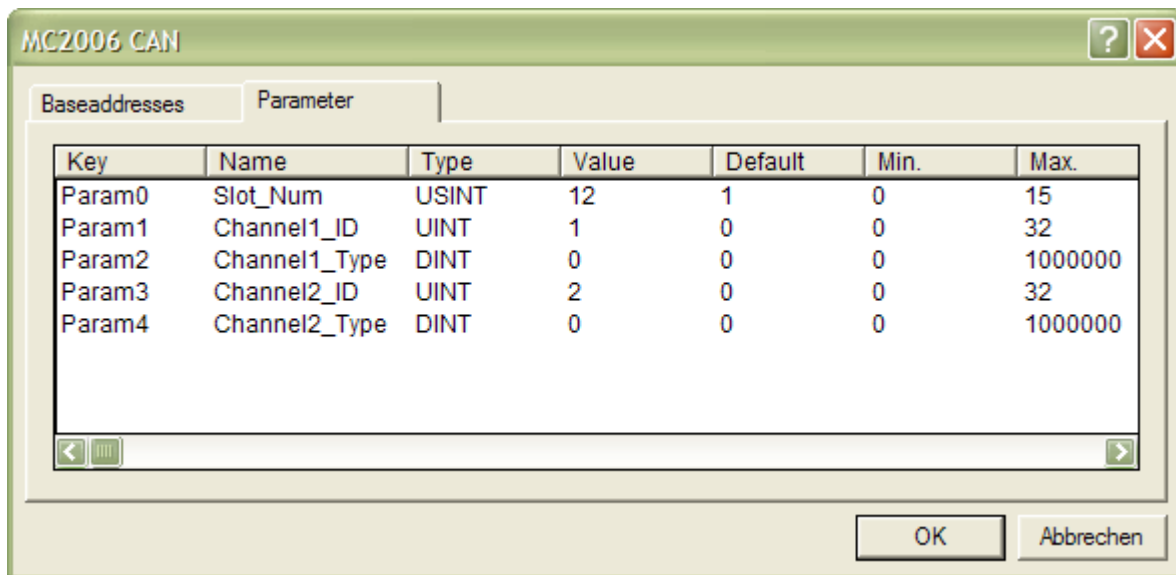 MC2006 CAN
Baseaddresses Parameter
Key Name Type Value Default Min. Max.
Param0 Slot_Num USINT 12 1 0 15
Param1 Channel1_ID UINT 1 0 0 32
Param2 Channel1_Type DINT 0 0 0 1000000
Param3 Channel2_ID UINT 2 0 0 32
Param4 Channel2_Type DINT 0 0 0 1000000
OK Abbrechen